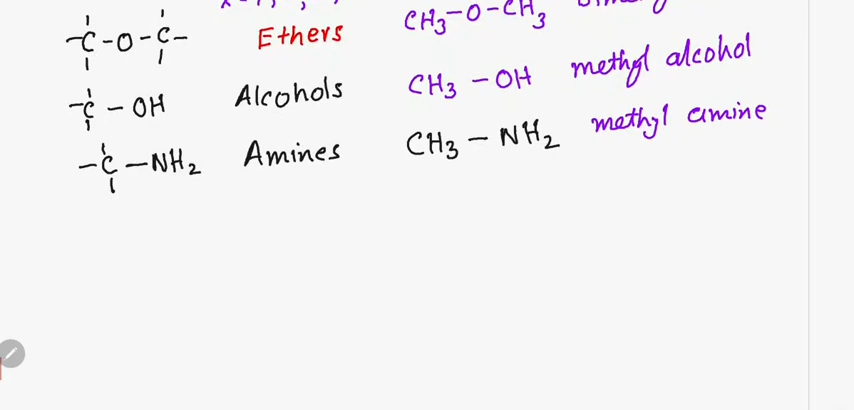 -C-O-C- Ethers CH3-O-CH3
-C-OH Alcohols CH3-OH methyl alcohol
-C-NH2 Amines CH3-NH2 methyl amine